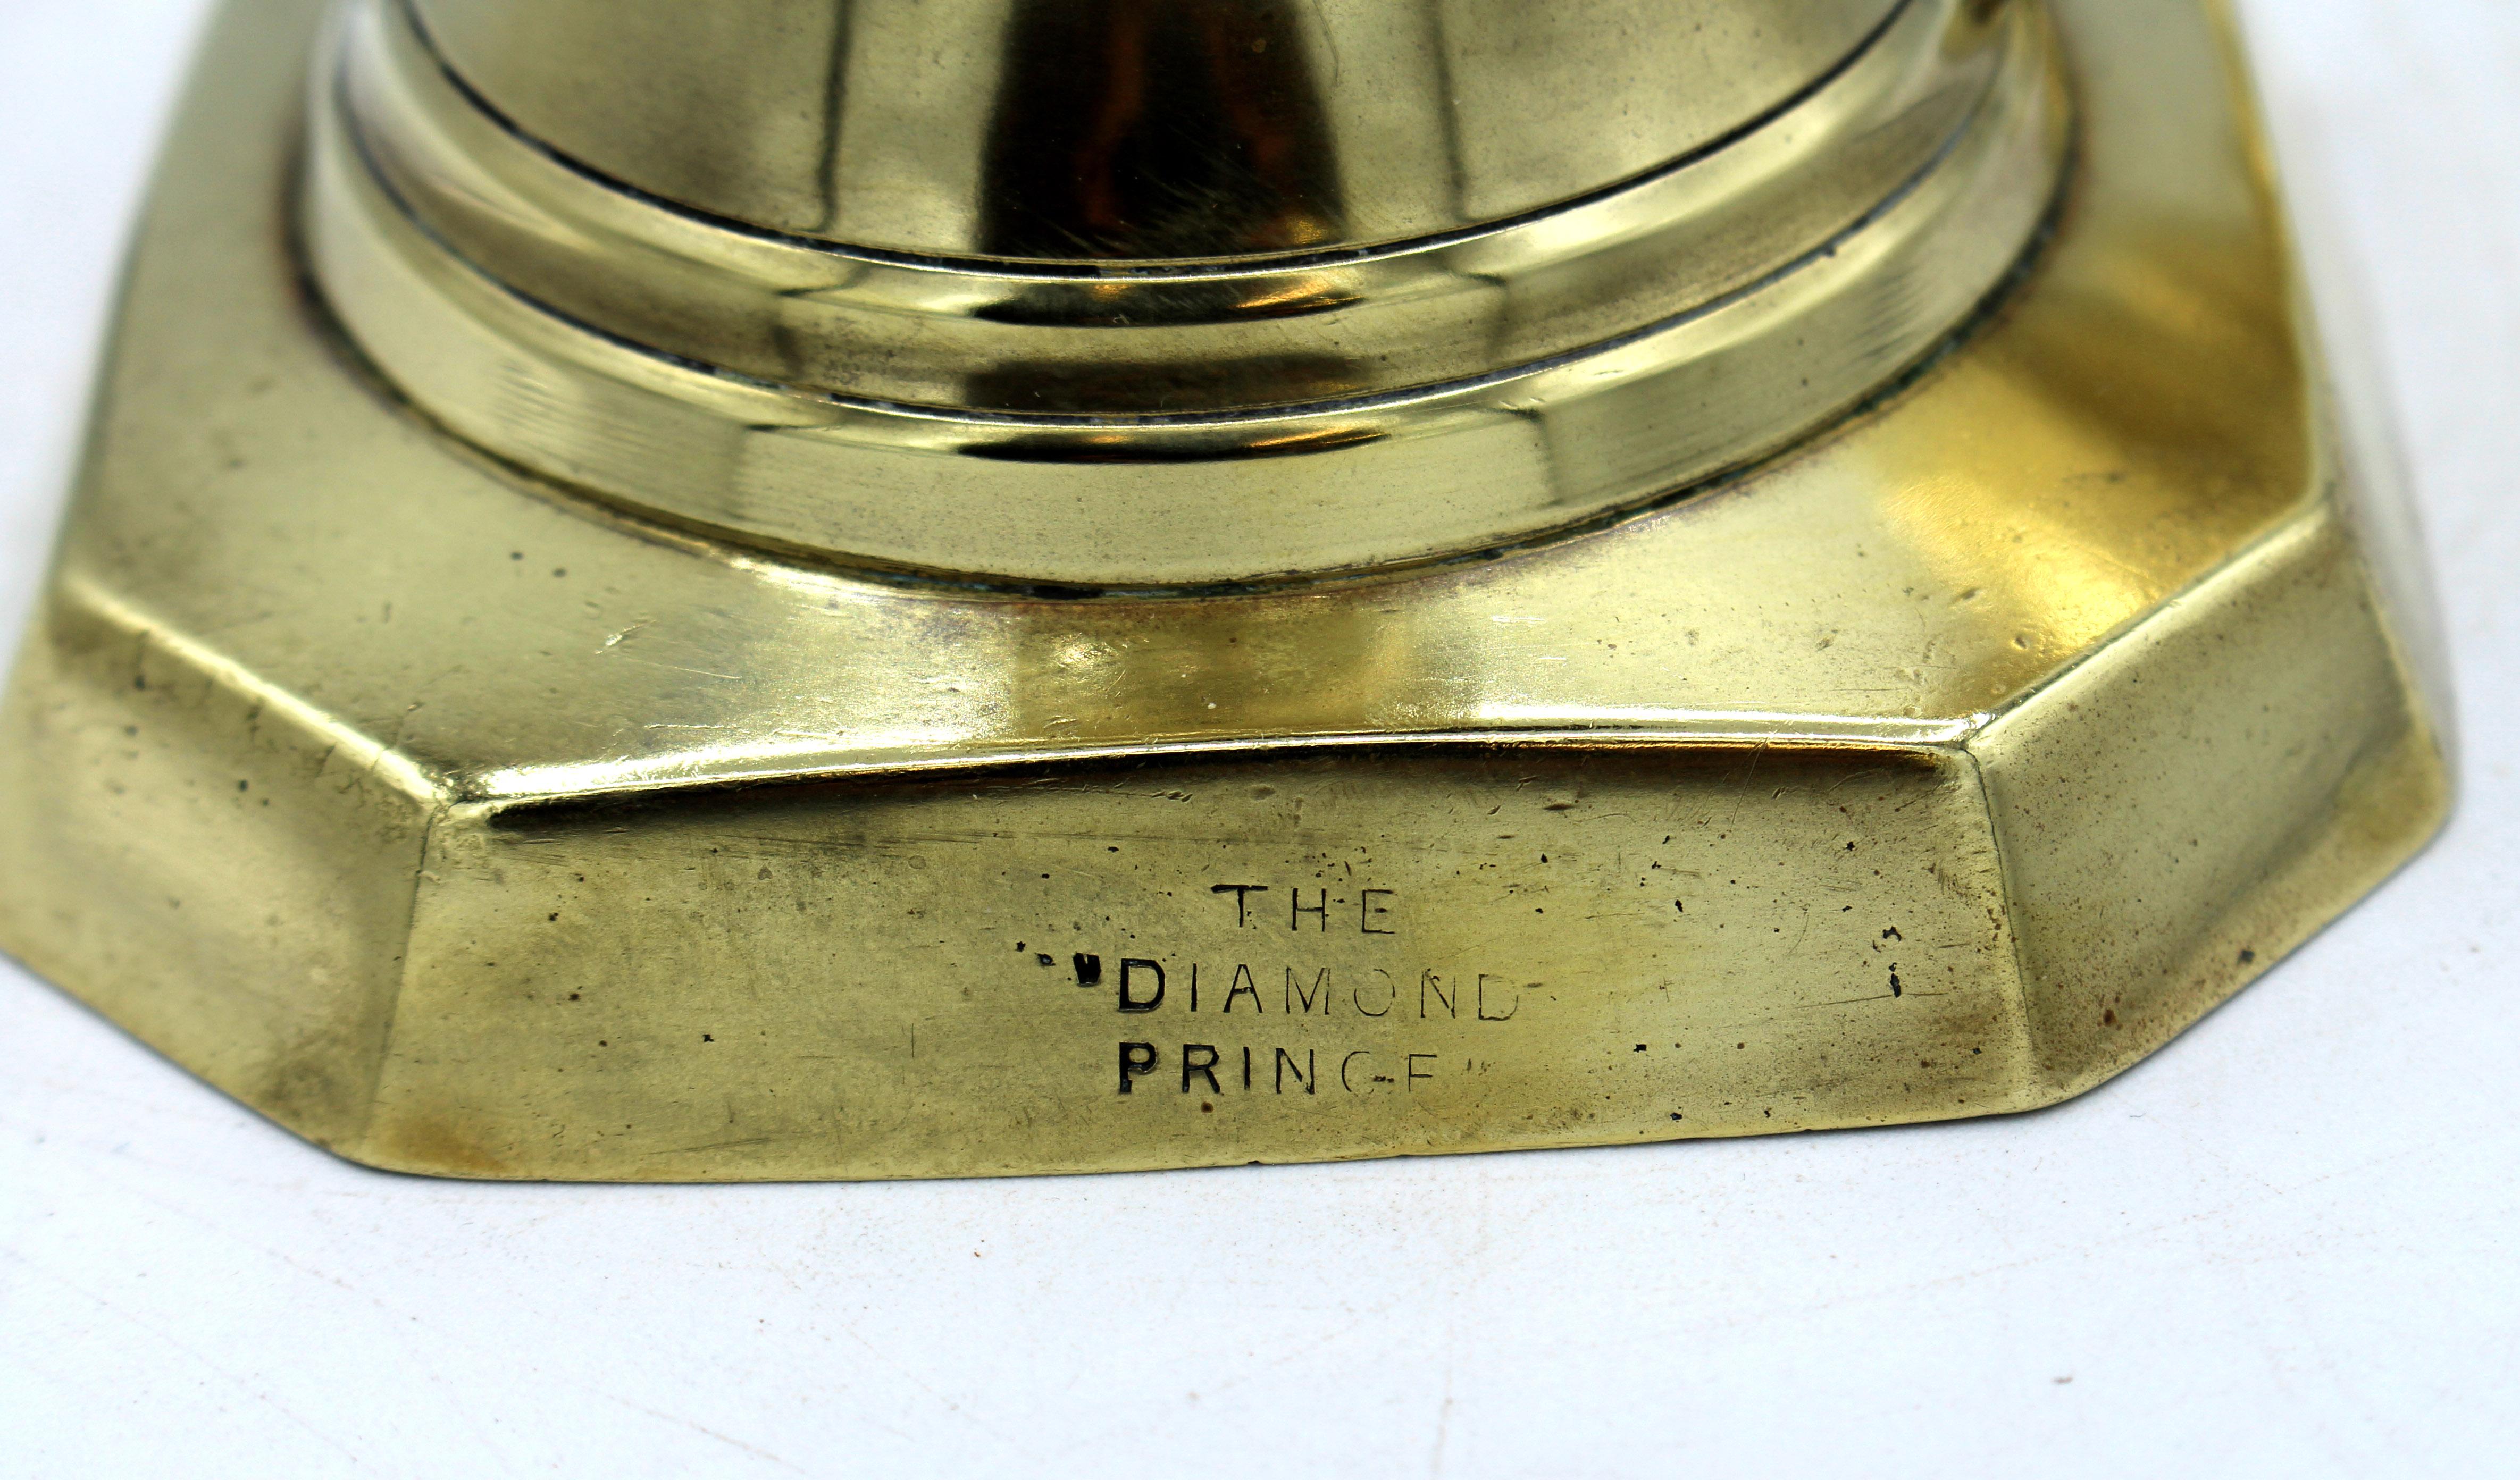 THE
"DIAMOND
PRINCE"